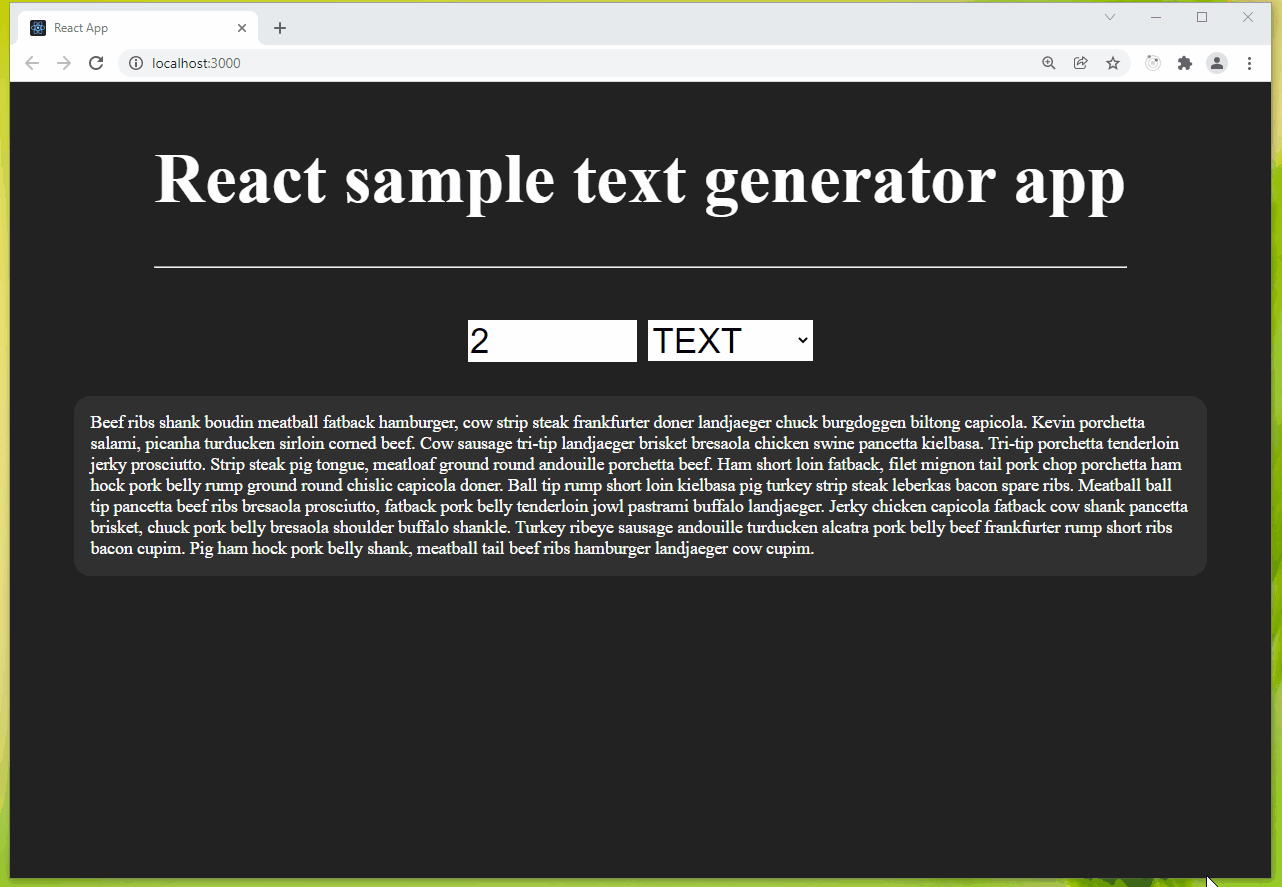 React App
localhost:3000
React sample text generator app
2 TEXT
Beef ribs shank boudin meatball fatback hamburger, cow strip steak frankfurter doner landjaeger chuck burgdoggen biltong capicola. Kevin porchetta
salami, picanha turducken sirloin corned beef. Cow sausage tri-tip landjaeger brisket bresaola chicken swine pancetta kielbasa. Tri-tip porchetta tenderloin
jerky prosciutto. Strip steak pig tongue, meatloaf ground round andouille porchetta beef. Ham short loin fatback, filet mignon tail pork chop porchetta ham
hock pork belly rump ground round chislic capicola doner. Ball tip rump short loin kielbasa pig turkey strip steak leberkas bacon spare ribs. Meatball ball
tip pancetta beef ribs bresaola prosciutto, fatback pork belly tenderloin jowl pastrami buffalo landjaeger. Jerky chicken capicola fatback cow shank pancetta
brisket, chuck pork belly bresaola shoulder buffalo shankle. Turkey ribeye sausage andouille turducken alcatra pork belly beef frankfurter rump short ribs
bacon cupim. Pig ham hock pork belly shank, meatball tail beef ribs hamburger landjaeger cow cupim.